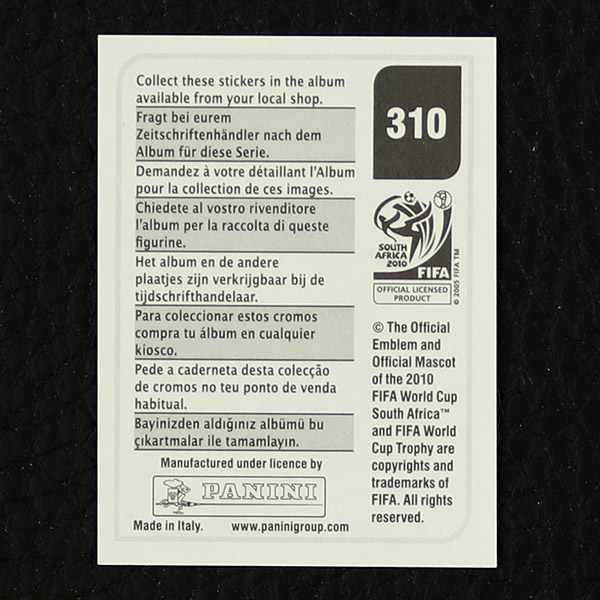 Collect these stickers in the album
available from your local shop.
Fragt bei eurem
Zeitschriftenhändler nach dem
Album für diese Serie.
Demandez à votre détaillant l'Album
pour la collection de ces images.
Chiedete al vostro rivenditore
l'album per la raccolta di queste
figurine.
Het album en de andere
plaatjes zijn verkrijgbaar bij de
tijdschrifthandelaar.
Para coleccionar estos cromos
compra tu álbum en cualquier
kiosco.
Pede a caderneta desta colecção
de cromos no teu ponto de venda
habitual.
Bayinizden aldığınız albümü bu
çıkartmalar ile tamamlayın.
Manufactured under licence by
PANINI
Made in Italy. www.paninigroup.com
310
SOUTH
AFRICA
2010
FIFA
© 2005 FIFA TM
OFFICIAL LICENSED
PRODUCT
© The Official
Emblem and
Official Mascot
of the 2010
FIFA World Cup
South Africa™
and FIFA World
Cup Trophy are
copyrights and
trademarks of
FIFA. All rights
reserved.